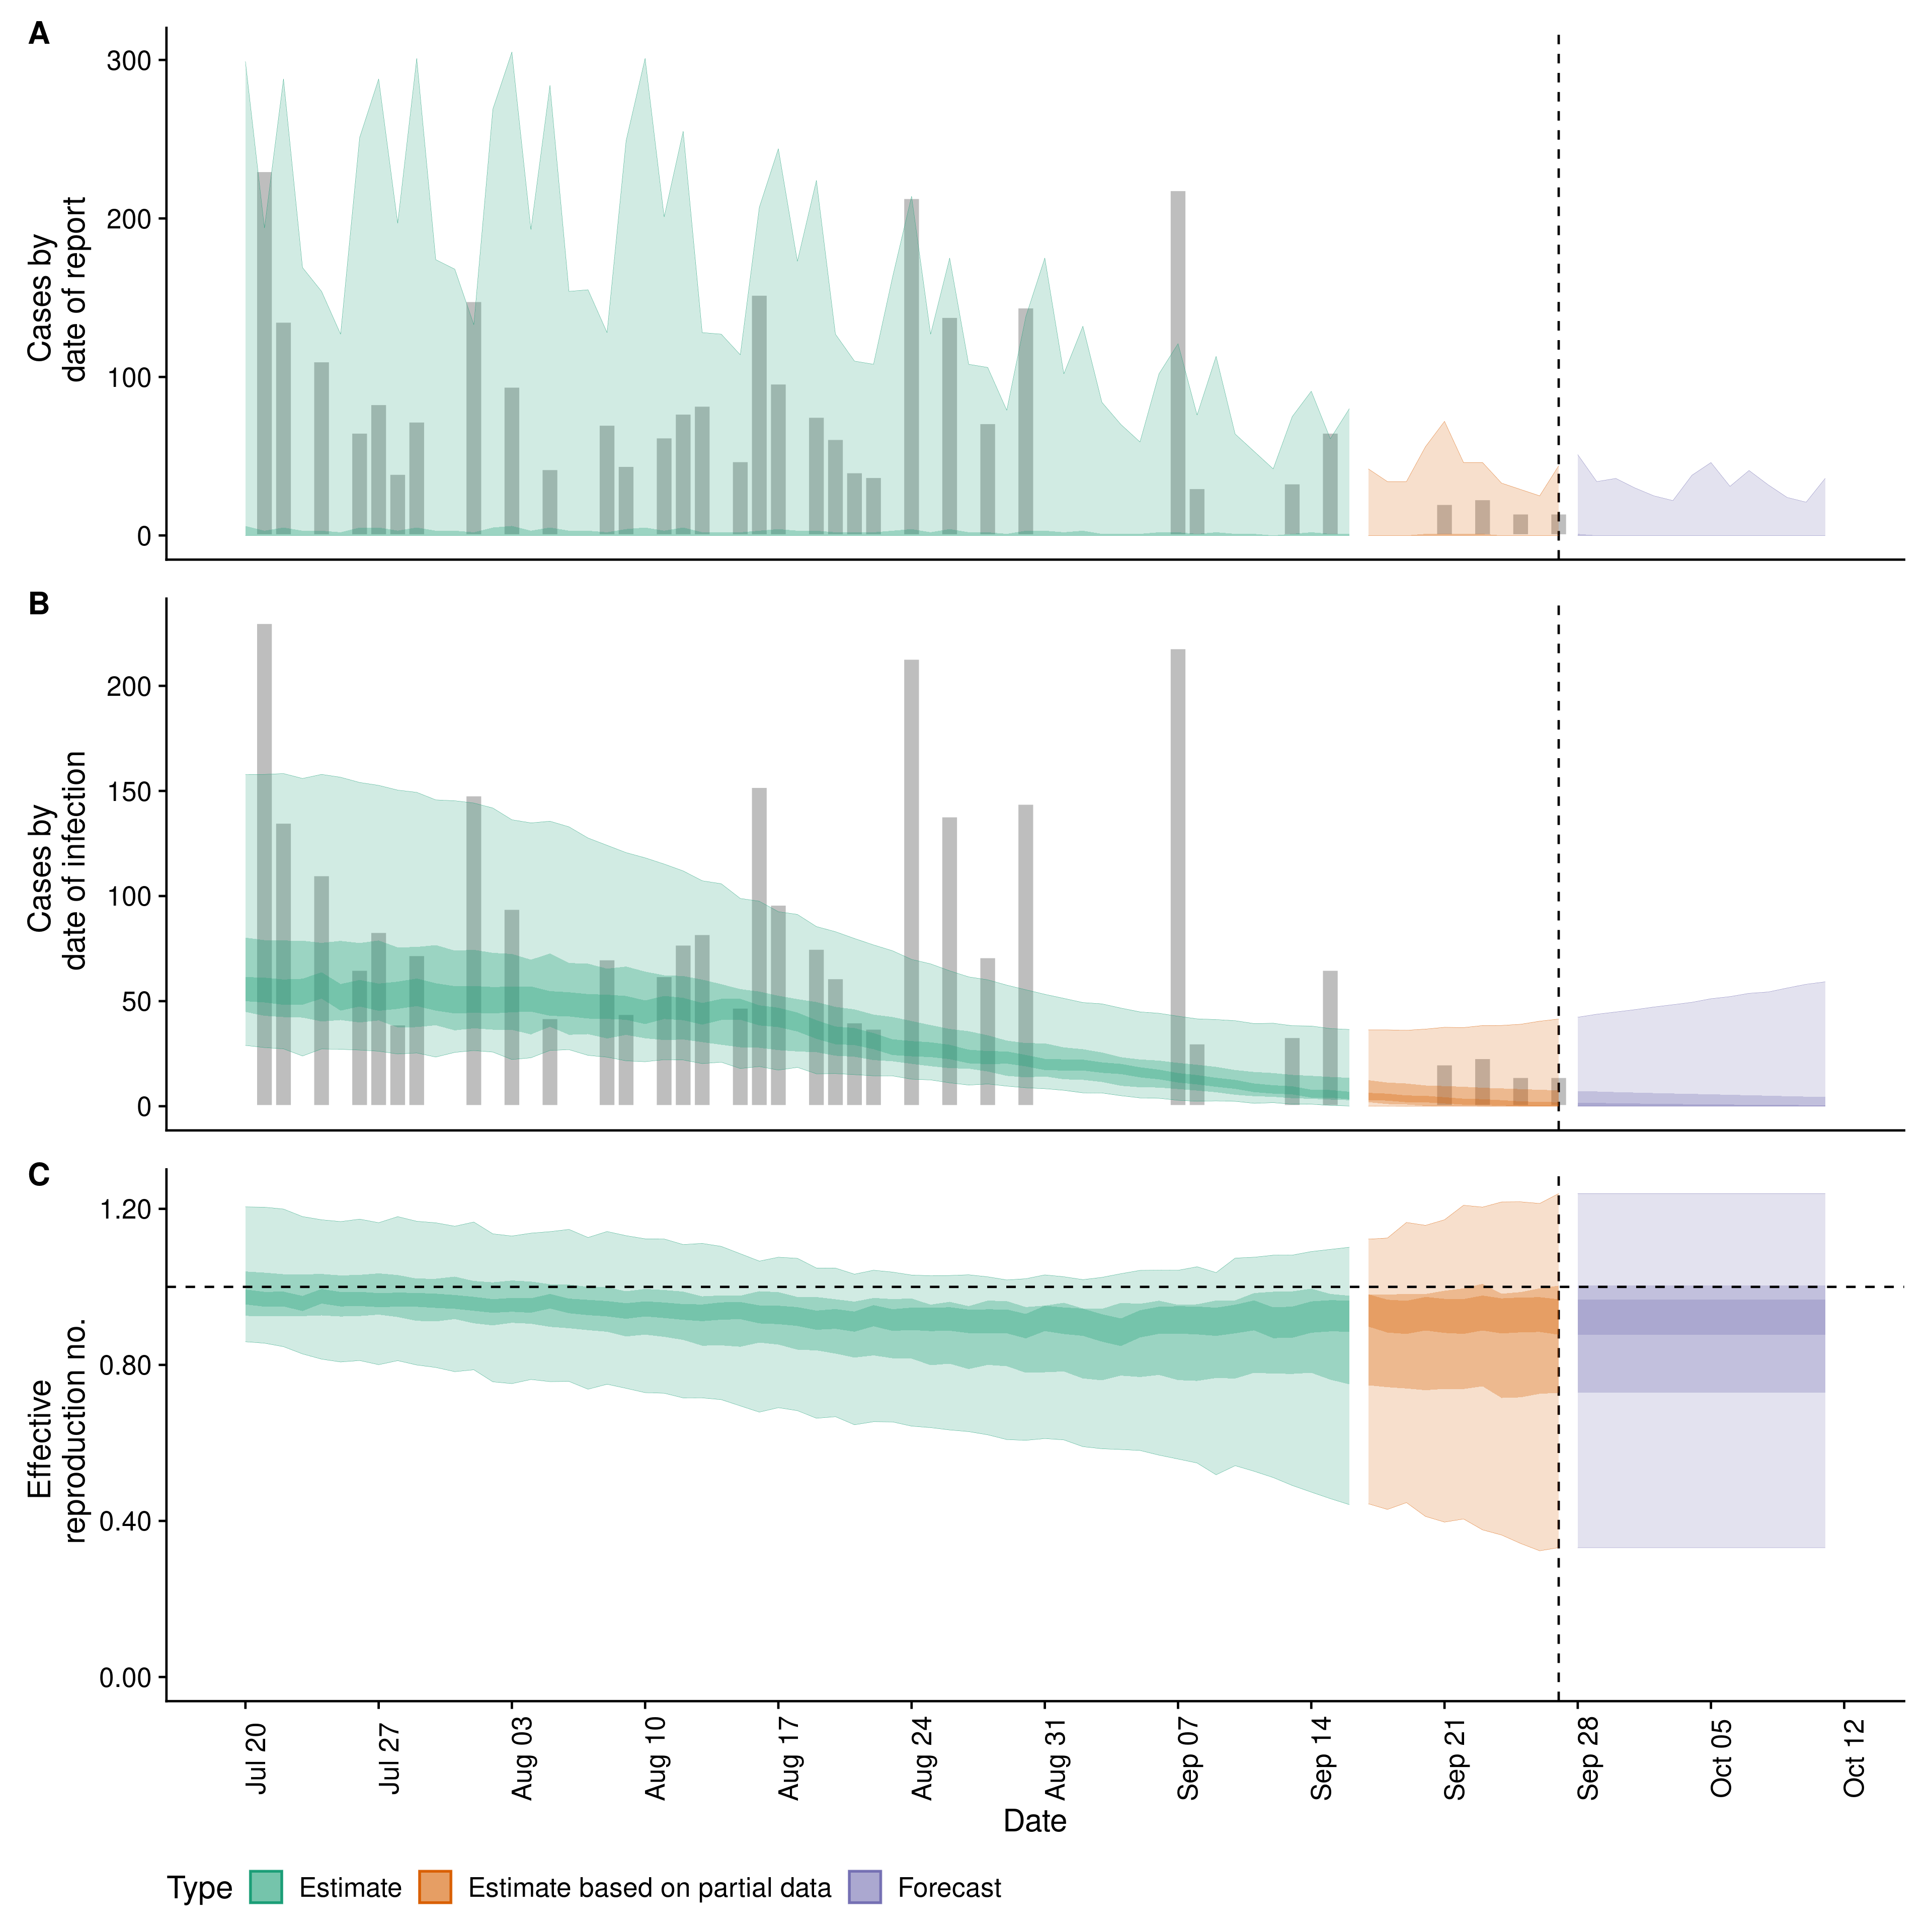 A
Cases by
date of report
300
200
100
0
B
Cases by
date of infection
200
150
100
50
0
C
Effective
reproduction no.
1.20
0.80
0.40
0.00
Jul 20
Jul 27
Aug 03
Aug 10
Aug 17
Aug 24
Aug 31
Sep 07
Sep 14
Sep 21
Sep 28
Oct 05
Oct 12
Date
Type Estimate Estimate based on partial data Forecast